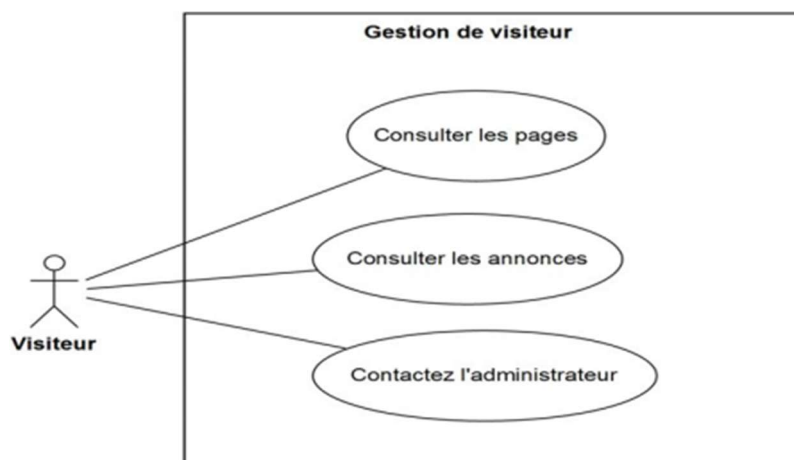 Gestion de visiteur
Consulter les pages
Consulter les annonces
Visiteur
Contactez l'administrateur